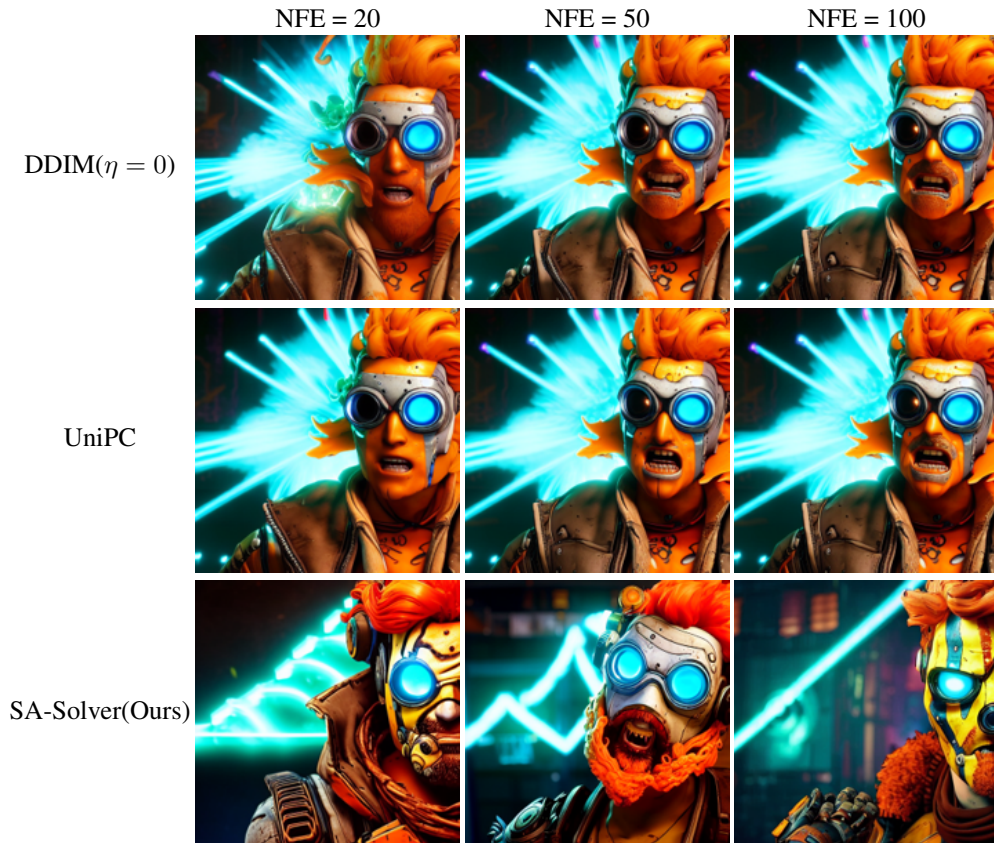 NFE = 20 NFE = 50 NFE = 100
DDIM(η = 0)
UniPC
SA-Solver(Ours)